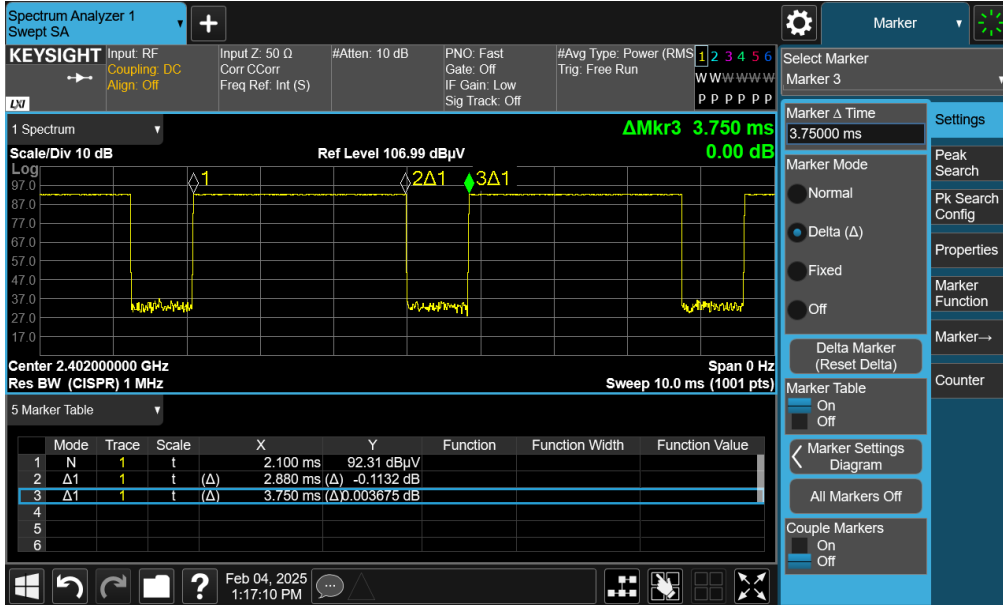 Spectrum Analyzer 1
Swept SA
Marker
KEYSIGHT
LXI
Input: RF
Coupling: DC
Align: Off
Input Z: 50 Ω
Corr CCorr
Freq Ref: Int (S)
#Atten: 10 dB
PNO: Fast
Gate: Off
IF Gain: Low
Sig Track: Off
#Avg Type: Power (RMS
Trig: Free Run
1 2 3 4 5 6
W W W W W W
P P P P P P
Select Marker
Marker 3
1 Spectrum
Scale/Div 10 dB
Ref Level 106.99 dBµV
ΔMkr3 3.750 ms
0.00 dB
Log
97.0
87.0
77.0
67.0
57.0
47.0
37.0
27.0
17.0
1
2Δ1
3Δ1
Center 2.402000000 GHz
Res BW (CISPR) 1 MHz
Span 0 Hz
Sweep 10.0 ms (1001 pts)
5 Marker Table
Mode Trace Scale X Y Function Function Width Function Value
1 N 1 t 2.100 ms 92.31 dBµV
2 Δ1 1 t (Δ) 2.880 ms (Δ) -0.1132 dB
3 Δ1 1 t (Δ) 3.750 ms (Δ)0.003675 dB
4
5
6
Marker Δ Time
3.75000 ms
Marker Mode
Normal
Delta (Δ)
Fixed
Off
Delta Marker
(Reset Delta)
Marker Table
On
Off
Marker Settings
Diagram
All Markers Off
Couple Markers
On
Off
Settings
Peak
Search
Pk Search
Config
Properties
Marker
Function
Marker→
Counter
?
Feb 04, 2025
1:17:10 PM